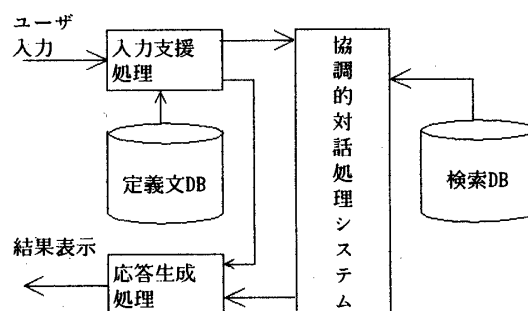 ユーザ
入力
入力支援
処理
定義文DB
協調的対話処理システム
検索DB
結果表示
応答生成
処理